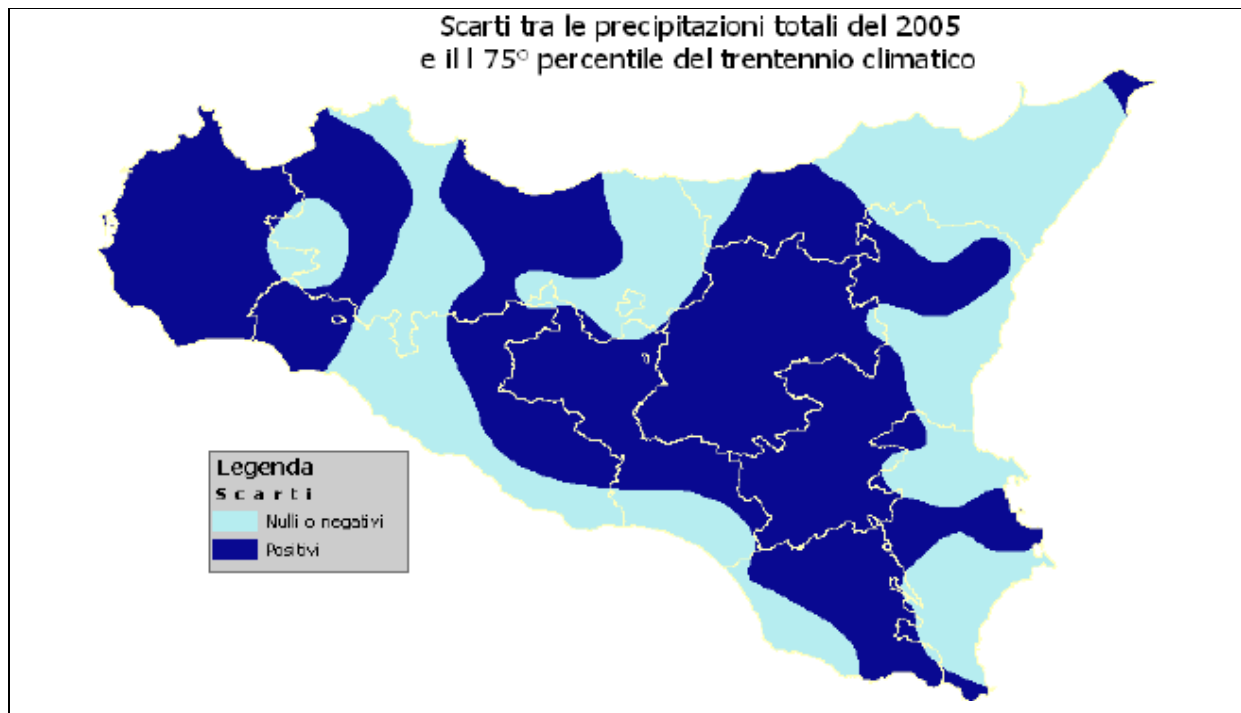 Scarti tra le precipitazioni totali del 2005
e il l 75° percentile del trentennio climatico
Legenda
Scarti
Nulli o negativi
Positivi